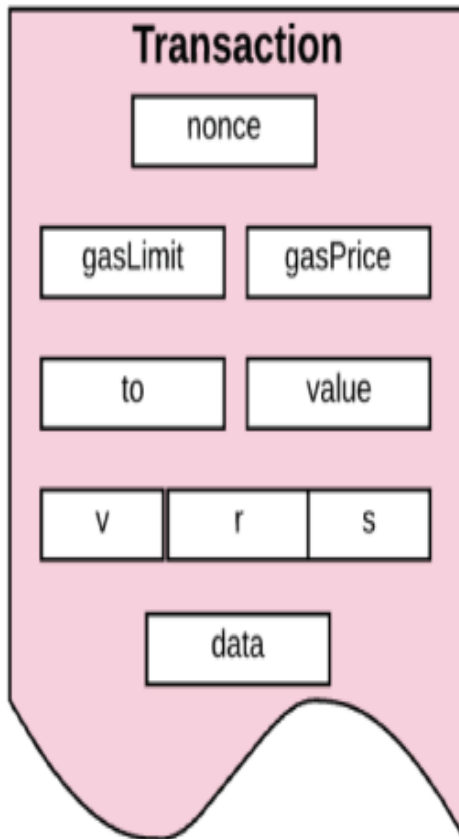 Transaction
nonce
gasLimit gasPrice
to value
v r s
data